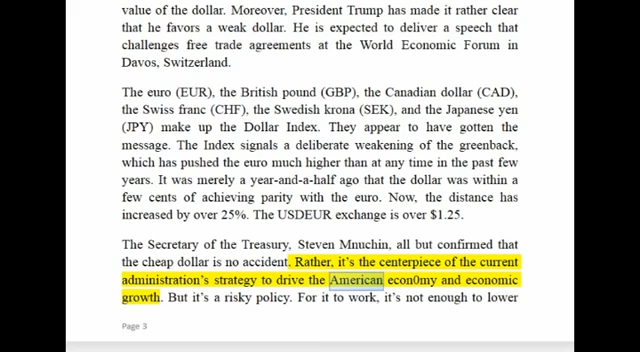 value of the dollar. Moreover, President Trump has made it rather clear
that he favors a weak dollar. He is expected to deliver a speech that
challenges free trade agreements at the World Economic Forum in
Davos, Switzerland.
The euro (EUR), the British pound (GBP), the Canadian dollar (CAD),
the Swiss franc (CHF), the Swedish krona (SEK), and the Japanese yen
(JPY) make up the Dollar Index. They appear to have gotten the
message. The Index signals a deliberate weakening of the greenback,
which has pushed the euro much higher than at any time in the past few
years. It was merely a year-and-a-half ago that the dollar was within a
few cents of achieving parity with the euro. Now, the distance has
increased by over 25%. The USDEUR exchange is over $1.25.
The Secretary of the Treasury, Steven Mnuchin, all but confirmed that
the cheap dollar is no accident. Rather, it's the centerpiece of the current
administration's strategy to drive the American econ0my and economic
growth. But it's a risky policy. For it to work, it's not enough to lower
Page 3